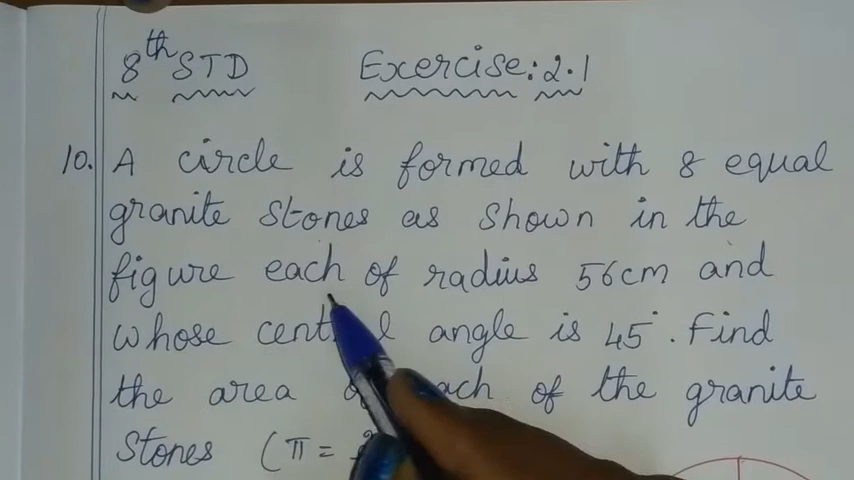 8th STD Exercise: 2.1
10. A circle is formed with 8 equal
granite stones as shown in the
figure each of radius 56cm and
whose angle is 45°. Find
the area each of the granite
stones (π =